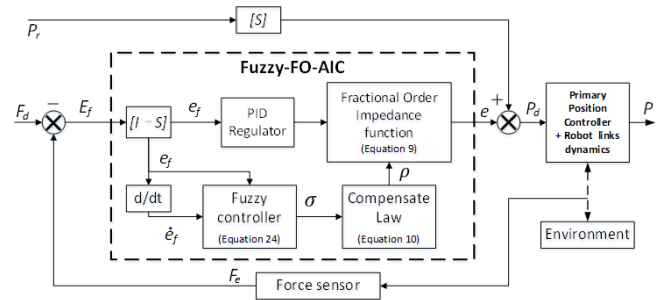 [S]
P_r
Fuzzy-FO-AIC
F_d
−
E_f
[I − S]
e_f
PID
Regulator
Fractional Order
Impedance
function
(Equation 9)
e
+
P_d
Primary
Position
Controller
+ Robot links
dynamics
P
e_f
ρ
d/dt
ė_f
Fuzzy
controller
(Equation 24)
σ
Compensate
Law
(Equation 10)
Environment
F_e
Force sensor